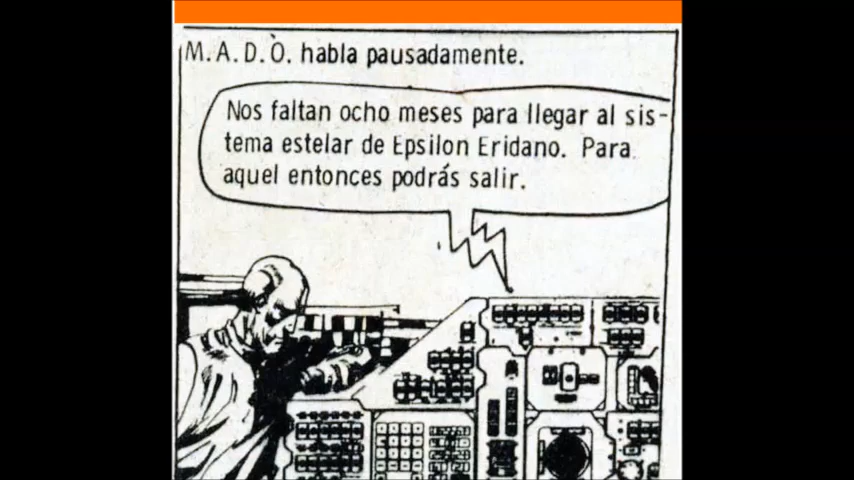 M.A.D.O. habla pausadamente.
Nos faltan ocho meses para llegar al sis-
tema estelar de Epsilon Eridano. Para
aquel entonces podrás salir.